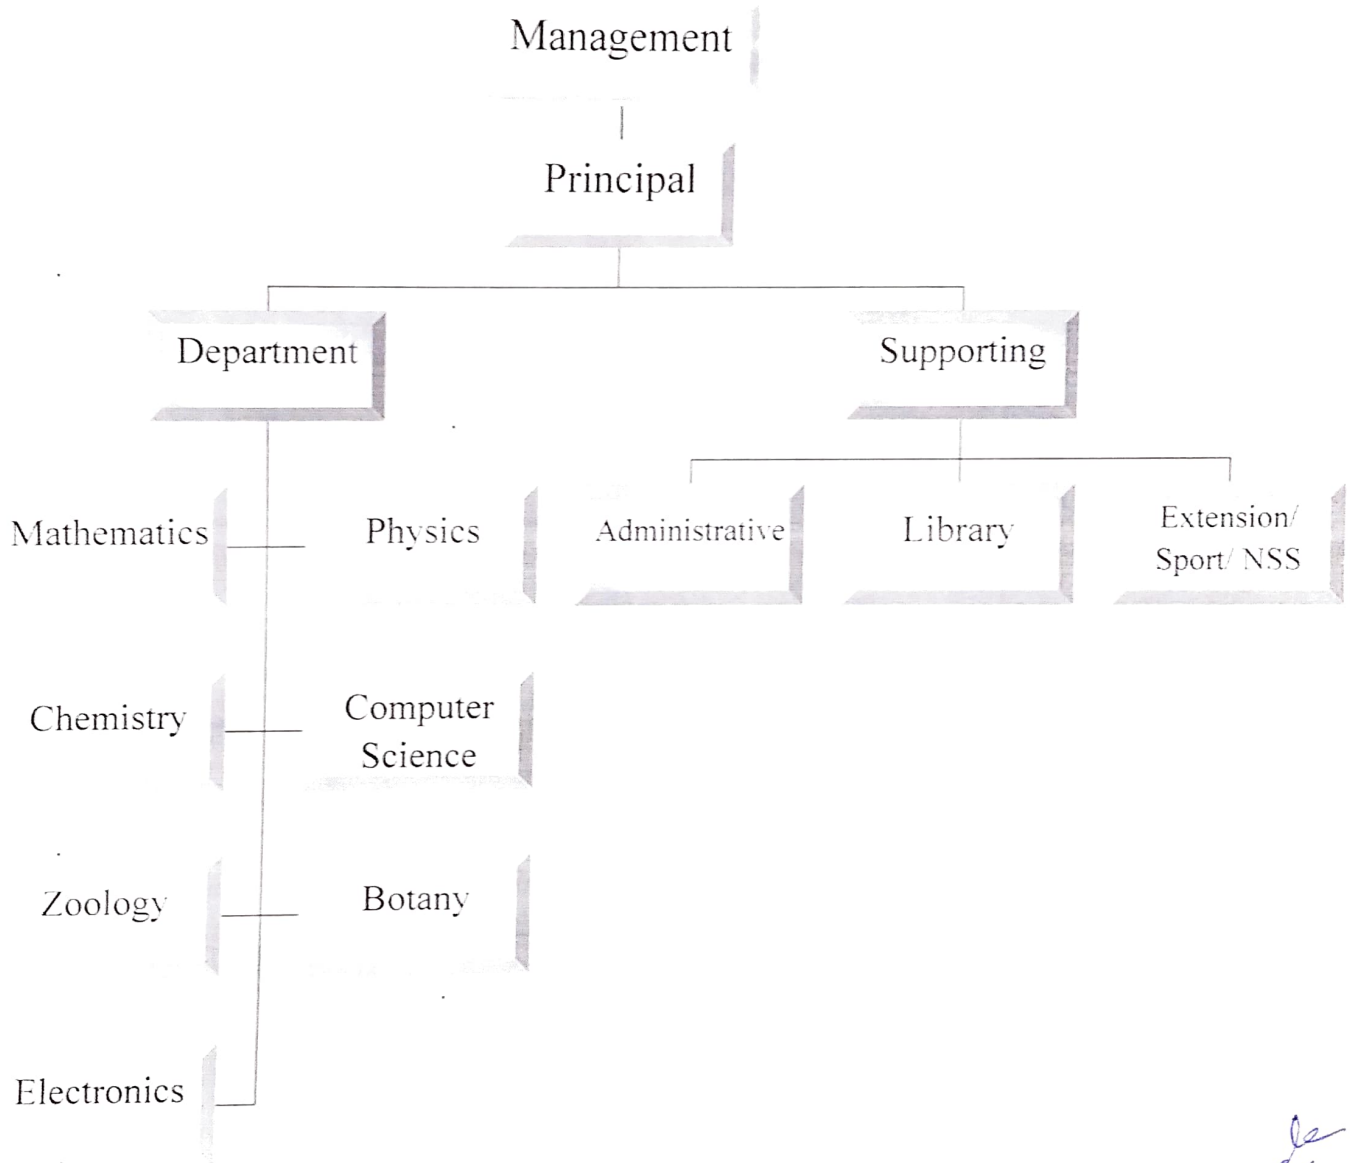 Management
Principal
Department
Supporting
Mathematics
Physics
Administrative
Library
Extension/
Sport/ NSS
Chemistry
Computer
Science
Zoology
Botany
Electronics